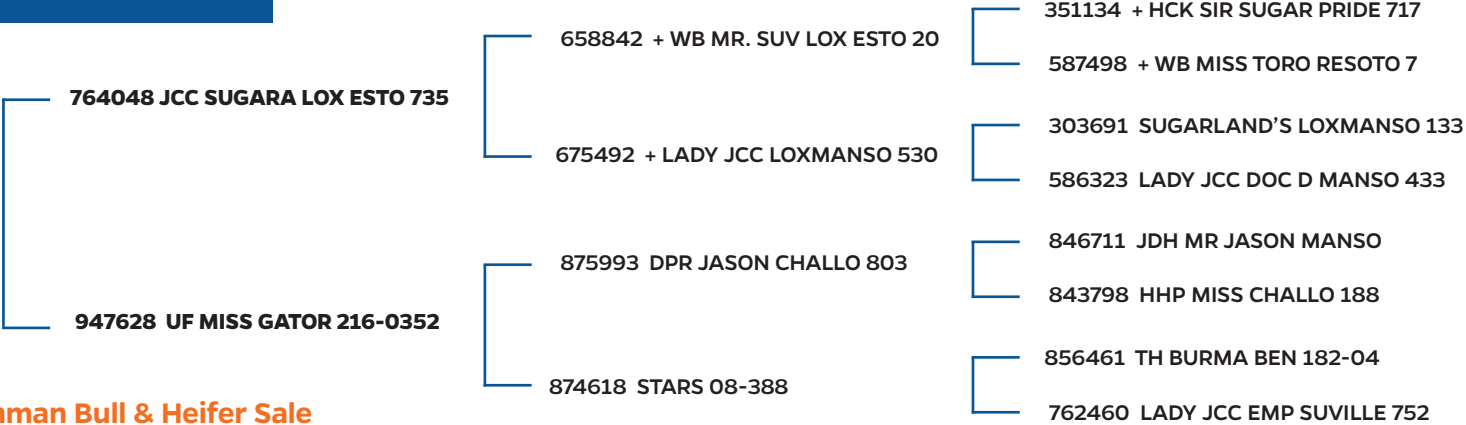 351134 + HCK SIR SUGAR PRIDE 717
658842 + WB MR. SUV LOX ESTO 20
587498 + WB MISS TORO RESOTO 7
764048 JCC SUGARA LOX ESTO 735
303691 SUGARLAND’S LOXMANSO 133
675492 + LADY JCC LOXMANSO 530
586323 LADY JCC DOC D MANSO 433
846711 JDH MR JASON MANSO
875993 DPR JASON CHALLO 803
843798 HHP MISS CHALLO 188
947628 UF MISS GATOR 216-0352
856461 TH BURMA BEN 182-04
874618 STARS 08-388
762460 LADY JCC EMP SUVILLE 752
Bull & Heifer Sale